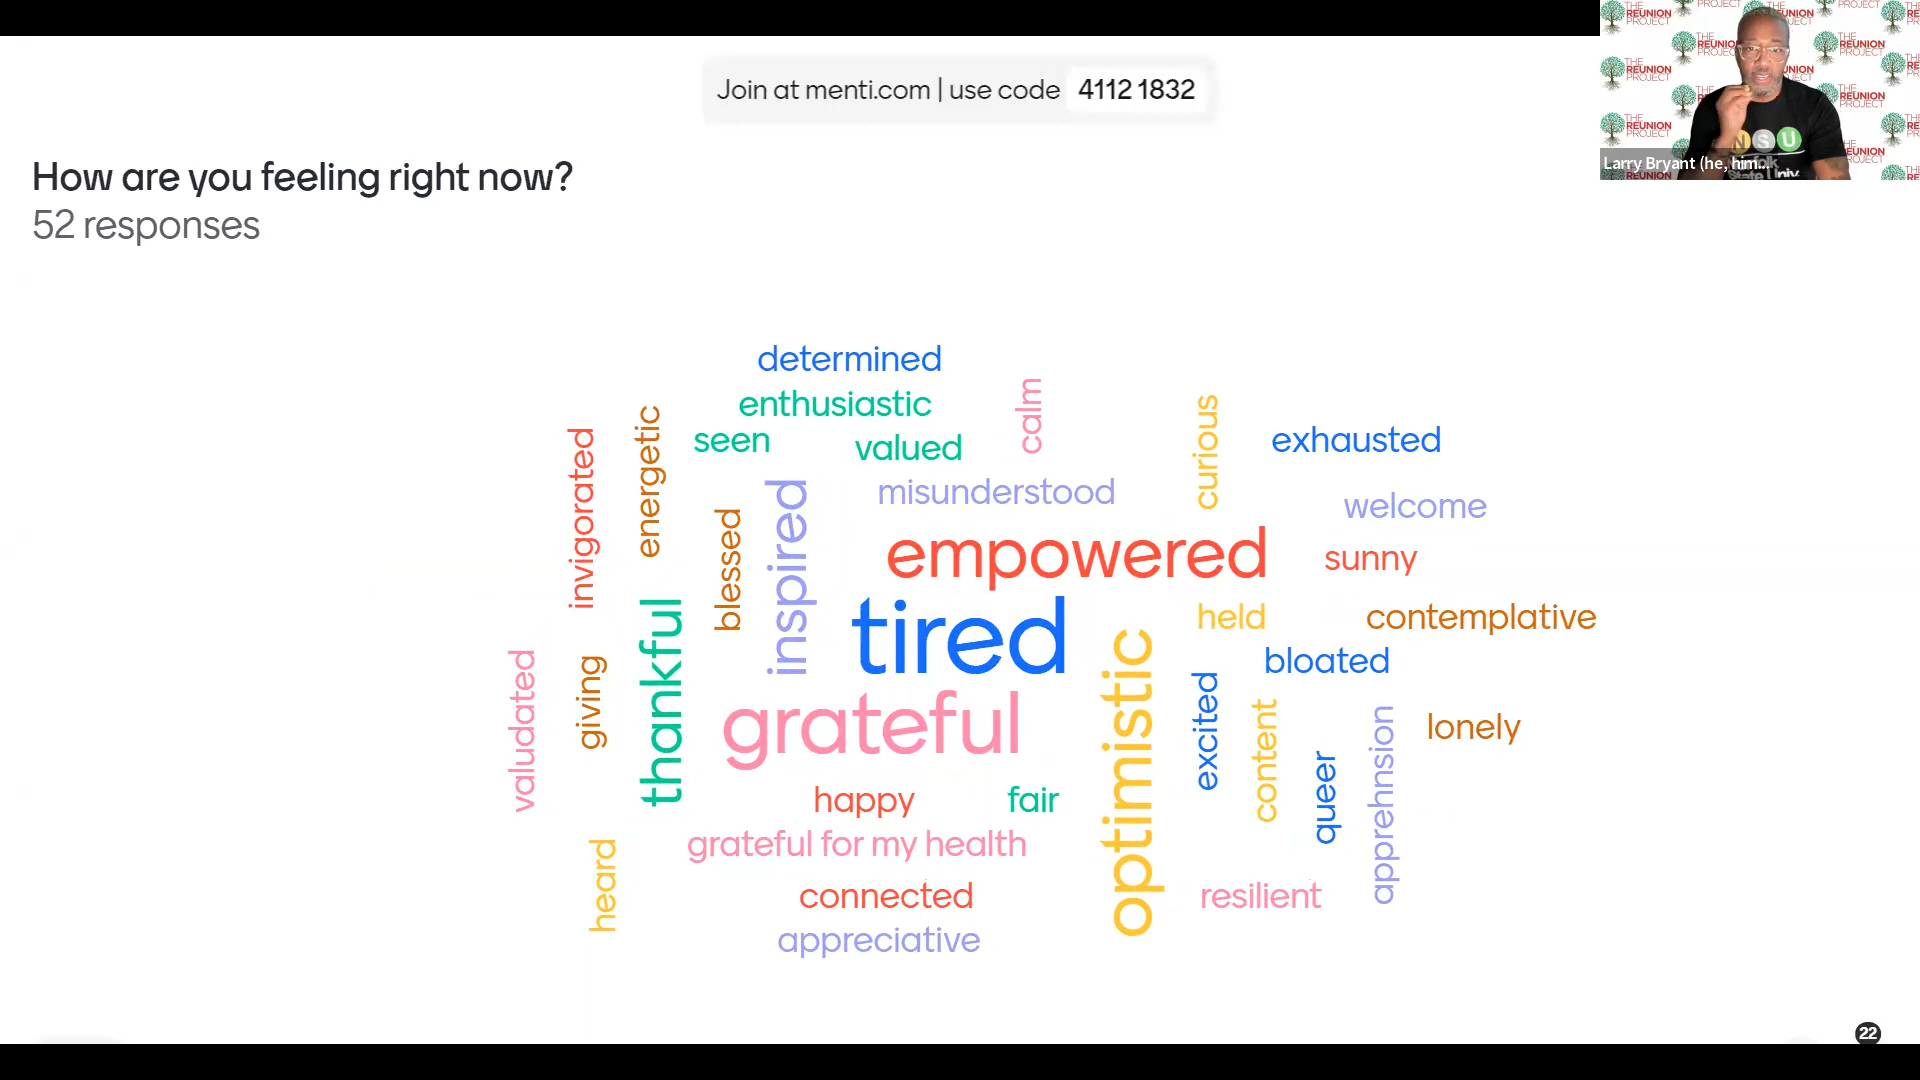 Join at menti.com | use code 4112 1832
How are you feeling right now?
52 responses
determined
enthusiastic
calm
seen
valued
curious
exhausted
energetic
invigorated
misunderstood
welcome
inspired
blessed
empowered
sunny
thankful
tired
held
contemplative
bloated
valudated
giving
grateful
optimistic
excited
content
queer
apprehnsion
lonely
happy
fair
grateful for my health
heard
connected
resilient
appreciative
22
THE REUNION PROJECT
Larry Bryant (he, him...
NSU
State Univ.